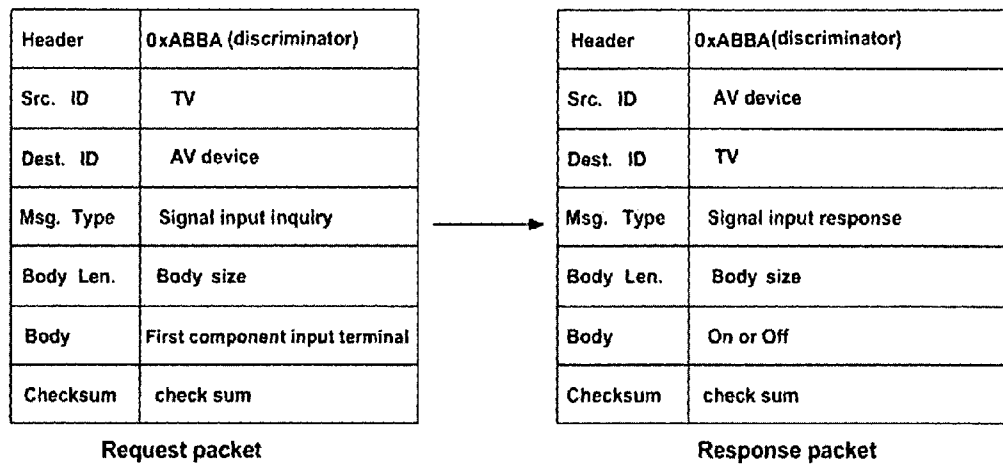 Header 0xABBA (discriminator)
Src. ID TV
Dest. ID AV device
Msg. Type Signal input inquiry
Body Len. Body size
Body First component input terminal
Checksum check sum
Request packet
Header 0xABBA(discriminator)
Src. ID AV device
Dest. ID TV
Msg. Type Signal input response
Body Len. Body size
Body On or Off
Checksum check sum
Response packet